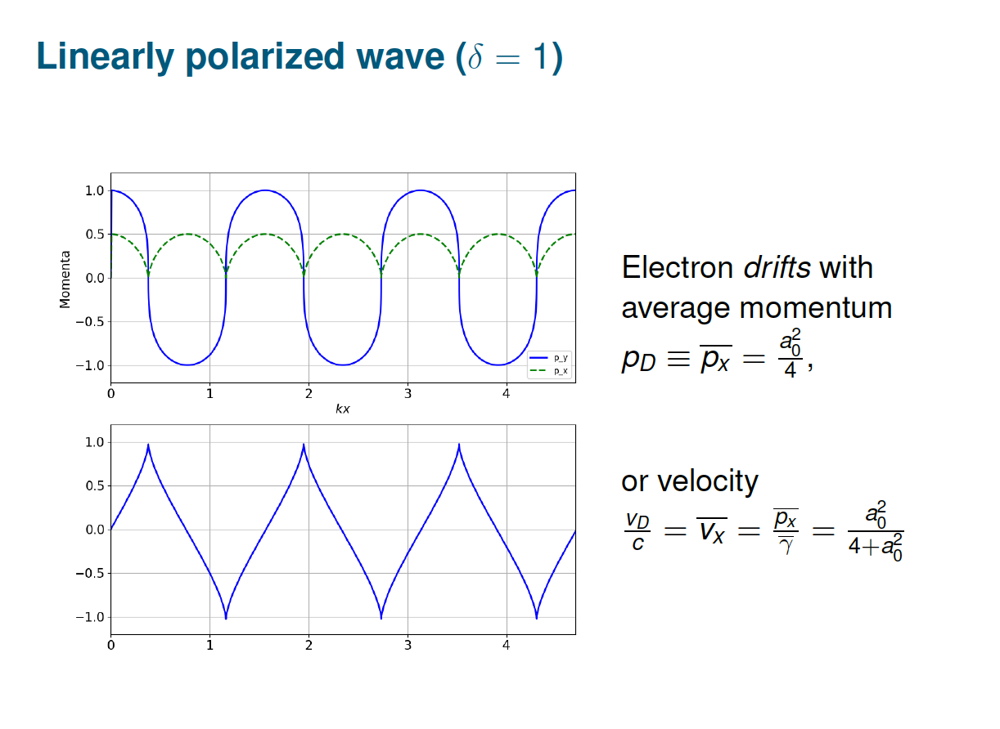 Linearly polarized wave (δ = 1)
1.0
0.5
0.0
−0.5
−1.0
Momenta
p_y
p_x
0 1 2 3 4
kx
1.0
0.5
0.0
−0.5
−1.0
0 1 2 3 4
Electron drifts with
average momentum
$p_D \equiv \overline{p_x} = \frac{a_0^2}{4},$
or velocity
$\frac{v_D}{c} = \overline{v_x} = \frac{\overline{p_x}}{\overline{\gamma}} = \frac{a_0^2}{4+a_0^2}$